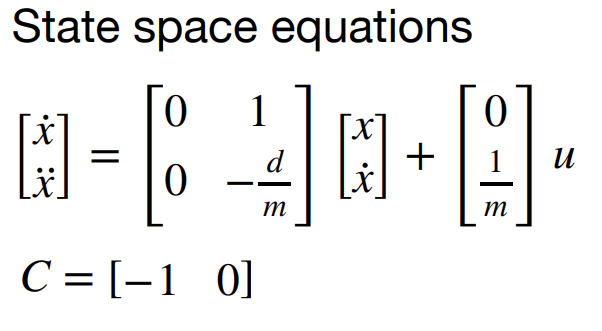 State space equations
[ẋ ẍ] = [0 1 0 −d/m] [x ẋ] + [0 1/m] u
C = [−1 0]